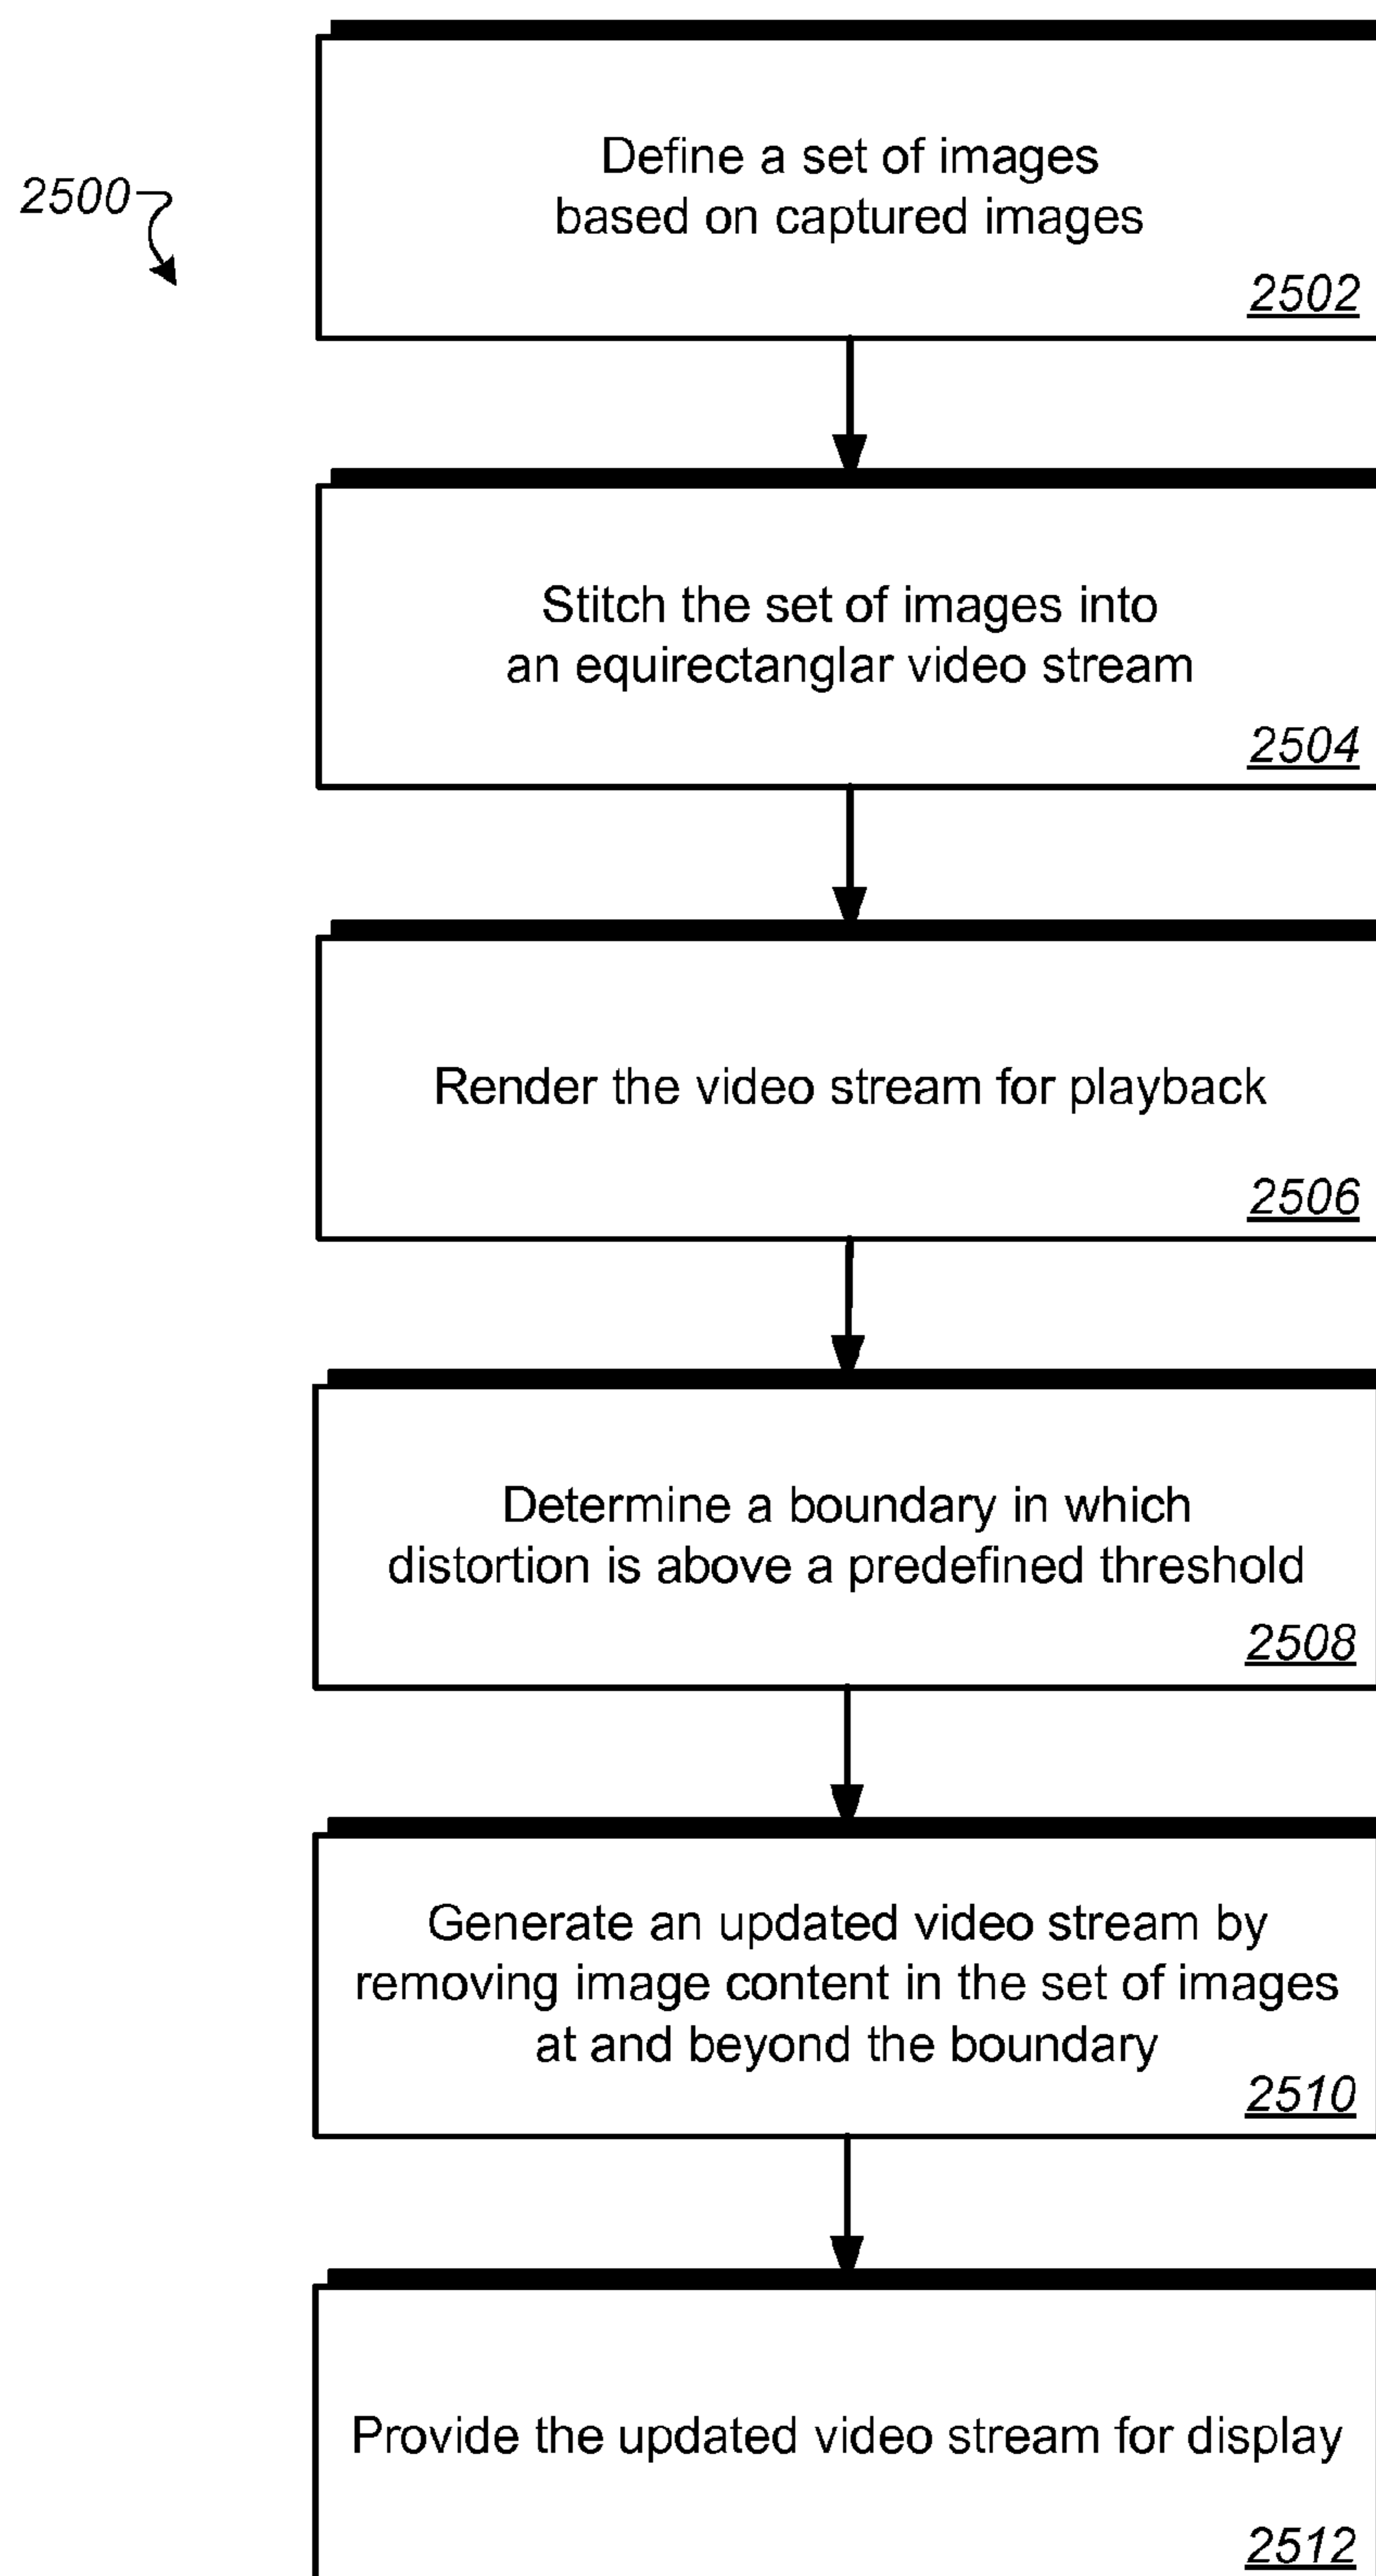 2500
Define a set of images
based on captured images
2502
Stitch the set of images into
an equirectanglar video stream
2504
Render the video stream for playback
2506
Determine a boundary in which
distortion is above a predefined threshold
2508
Generate an updated video stream by
removing image content in the set of images
at and beyond the boundary
2510
Provide the updated video stream for display
2512